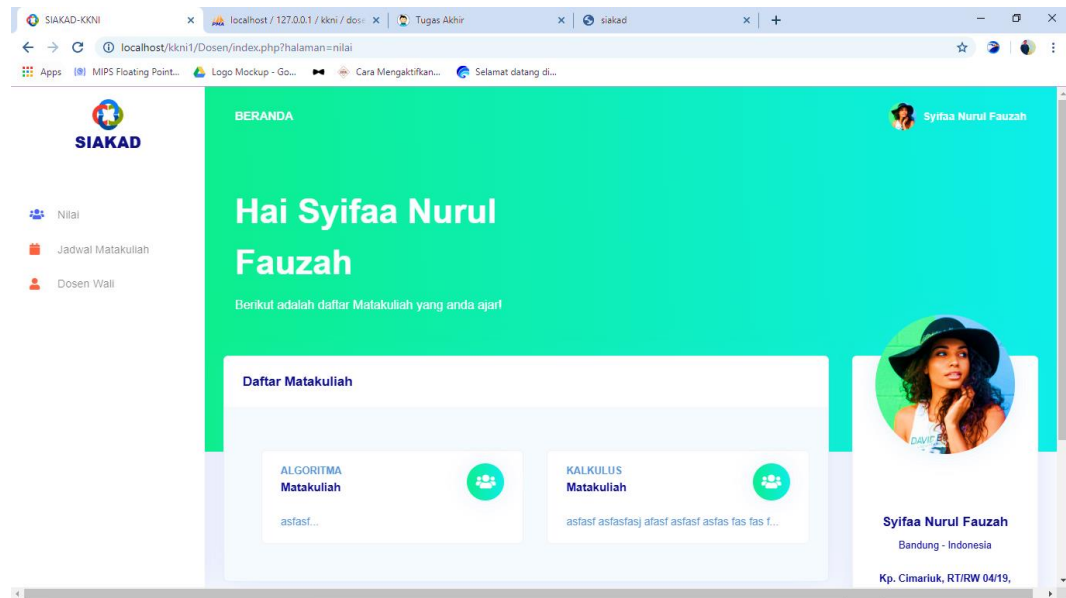 SIAKAD-KKNI
localhost / 127.0.0.1 / kkni / dose
Tugas Akhir
siakad
localhost/kkni1/Dosen/index.php?halaman=nilai
Apps
MIPS Floating Point...
Logo Mockup - Go...
Cara Mengaktifkan...
Selamat datang di...
SIAKAD
BERANDA
Syifaa Nurul Fauzah
Nilai
Jadwal Matakuliah
Dosen Wali
Hai Syifaa Nurul
Fauzah
Berikut adalah daftar Matakuliah yang anda ajar!
Daftar Matakuliah
ALGORITMA
Matakuliah
asfasf...
KALKULUS
Matakuliah
asfasf asfasfasj afasf asfasf asfas fas fas f...
DAVID
Syifaa Nurul Fauzah
Bandung - Indonesia
Kp. Cimariuk, RT/RW 04/19,